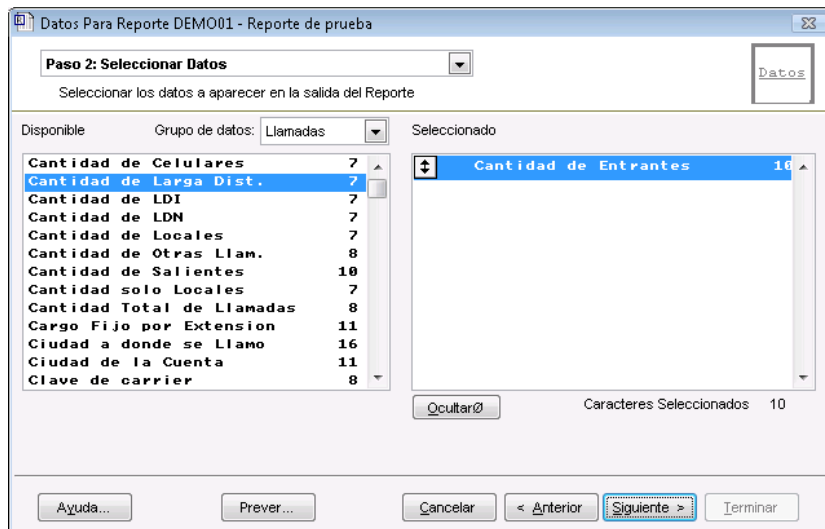 Datos Para Reporte DEMO01 - Reporte de prueba
Paso 2: Seleccionar Datos
Seleccionar los datos a aparecer en la salida del Reporte
Datos
Disponible Grupo de datos: Llamadas Seleccionado
Cantidad de Celulares 7
Cantidad de Larga Dist. 7
Cantidad de LDI 7
Cantidad de LDN 7
Cantidad de Locales 7
Cantidad de Otras Llam. 8
Cantidad de Salientes 10
Cantidad solo Locales 7
Cantidad Total de Llamadas 8
Cargo Fijo por Extension 11
Ciudad a donde se Llamo 16
Ciudad de la Cuenta 11
Clave de carrier 8
Cantidad de Entrantes 10
OcultarØ Caracteres Seleccionados 10
Ayuda... Prever... Cancelar < Anterior Siguiente > Terminar